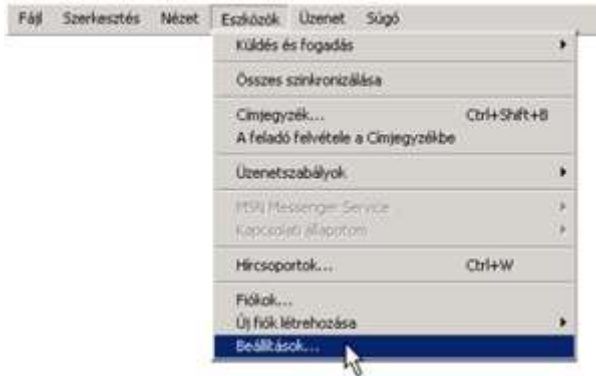 Fájl Szerkesztés Nézet Eszközök Üzenet Súgó
Küldés és fogadás
Összes szinkronizálása
Címjegyzék... Ctrl+Shift+B
A feladó felvétele a Címjegyzékbe
Üzenetszabályok
MSN Messenger Service
Kapcsolati állapotom
Hírcsoportok... Ctrl+W
Fiókok...
Új fiók létrehozása
Beállítások...